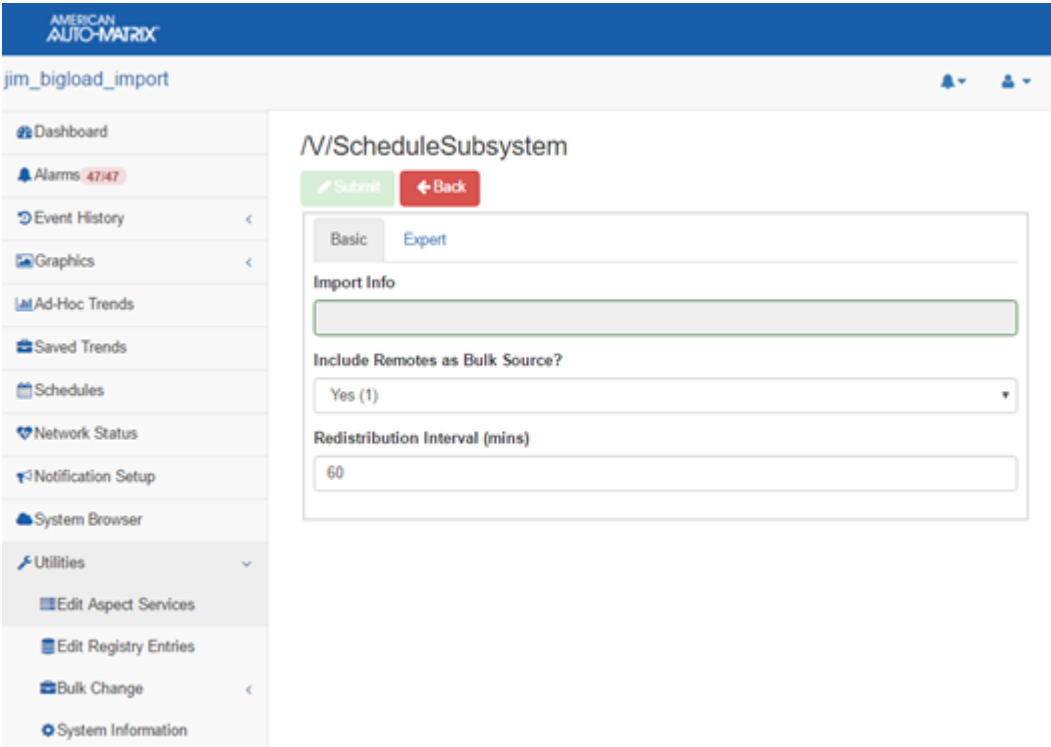 AMERICAN
AUTO-MATRIX
jim_bigload_import
Dashboard
Alarms 47/47
Event History
Graphics
Ad-Hoc Trends
Saved Trends
Schedules
Network Status
Notification Setup
System Browser
Utilities
Edit Aspect Services
Edit Registry Entries
Bulk Change
System Information
/V/ScheduleSubsystem
Submit Back
Basic Expert
Import Info
Include Remotes as Bulk Source?
Yes (1)
Redistribution Interval (mins)
60